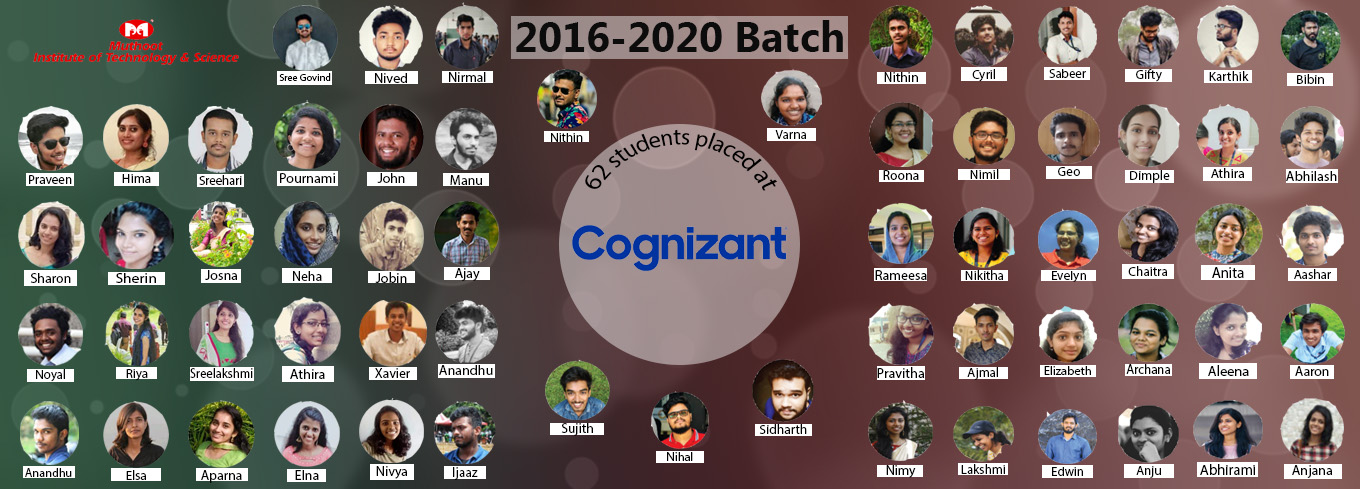 Muthoot
Institute of Technology & Science
2016-2020 Batch
Sree Govind
Nived
Nirmal
Praveen
Hima
Sreehari
Pournami
John
Manu
Sharon
Sherin
Josna
Neha
Jobin
Ajay
Noyal
Riya
Sreelakshmi
Athira
Xavier
Anandhu
Anandhu
Elsa
Aparna
Elna
Nivya
Ijaaz
Nithin
Varna
62 students placed at
Cognizant
Sujith
Nihal
Sidharth
Nithin
Cyril
Sabeer
Gifty
Karthik
Bibin
Roona
Nimil
Geo
Dimple
Athira
Abhilash
Rameesa
Nikitha
Evelyn
Chaitra
Anita
Aashar
Pravitha
Ajmal
Elizabeth
Archana
Aleena
Aaron
Nimy
Lakshmi
Edwin
Anju
Abhirami
Anjana